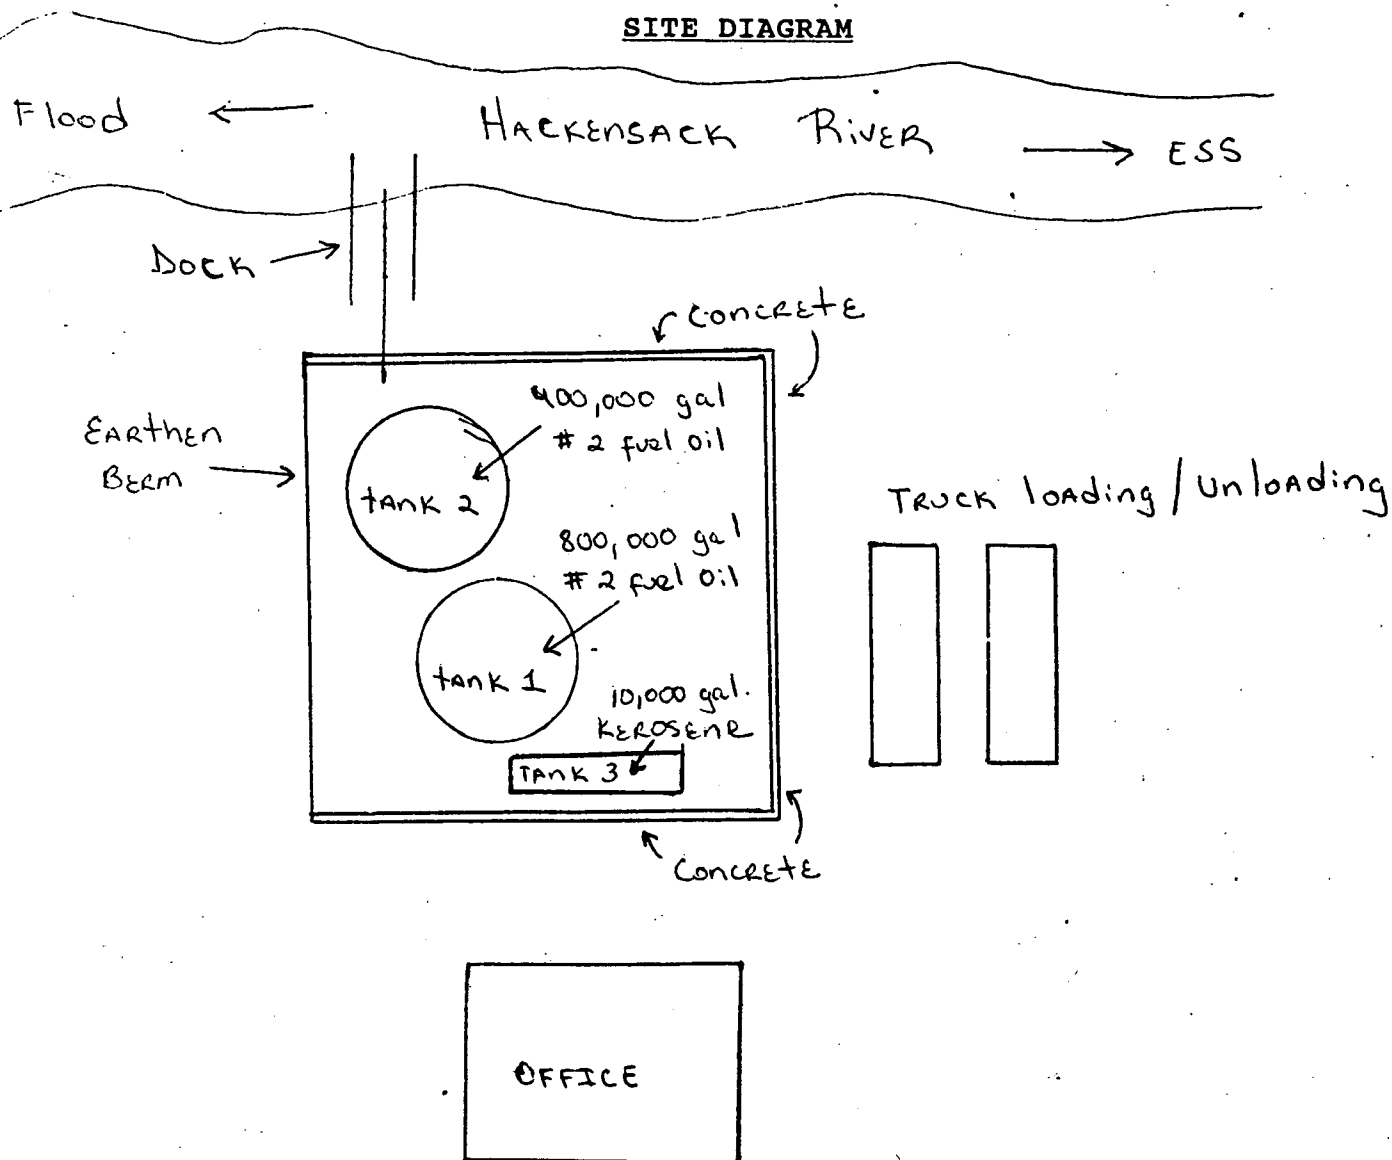 SITE DIAGRAM
Flood
HACKENSACK RIVER
ESS
DOCK
CONCRETE
400,000 gal
# 2 fuel oil
EARTHEN
BERM
TANK 2
TRUCK loading / Unloading
800,000 gal
# 2 fuel oil
TANK 1
10,000 gal.
KEROSENE
TANK 3
CONCRETE
OFFICE